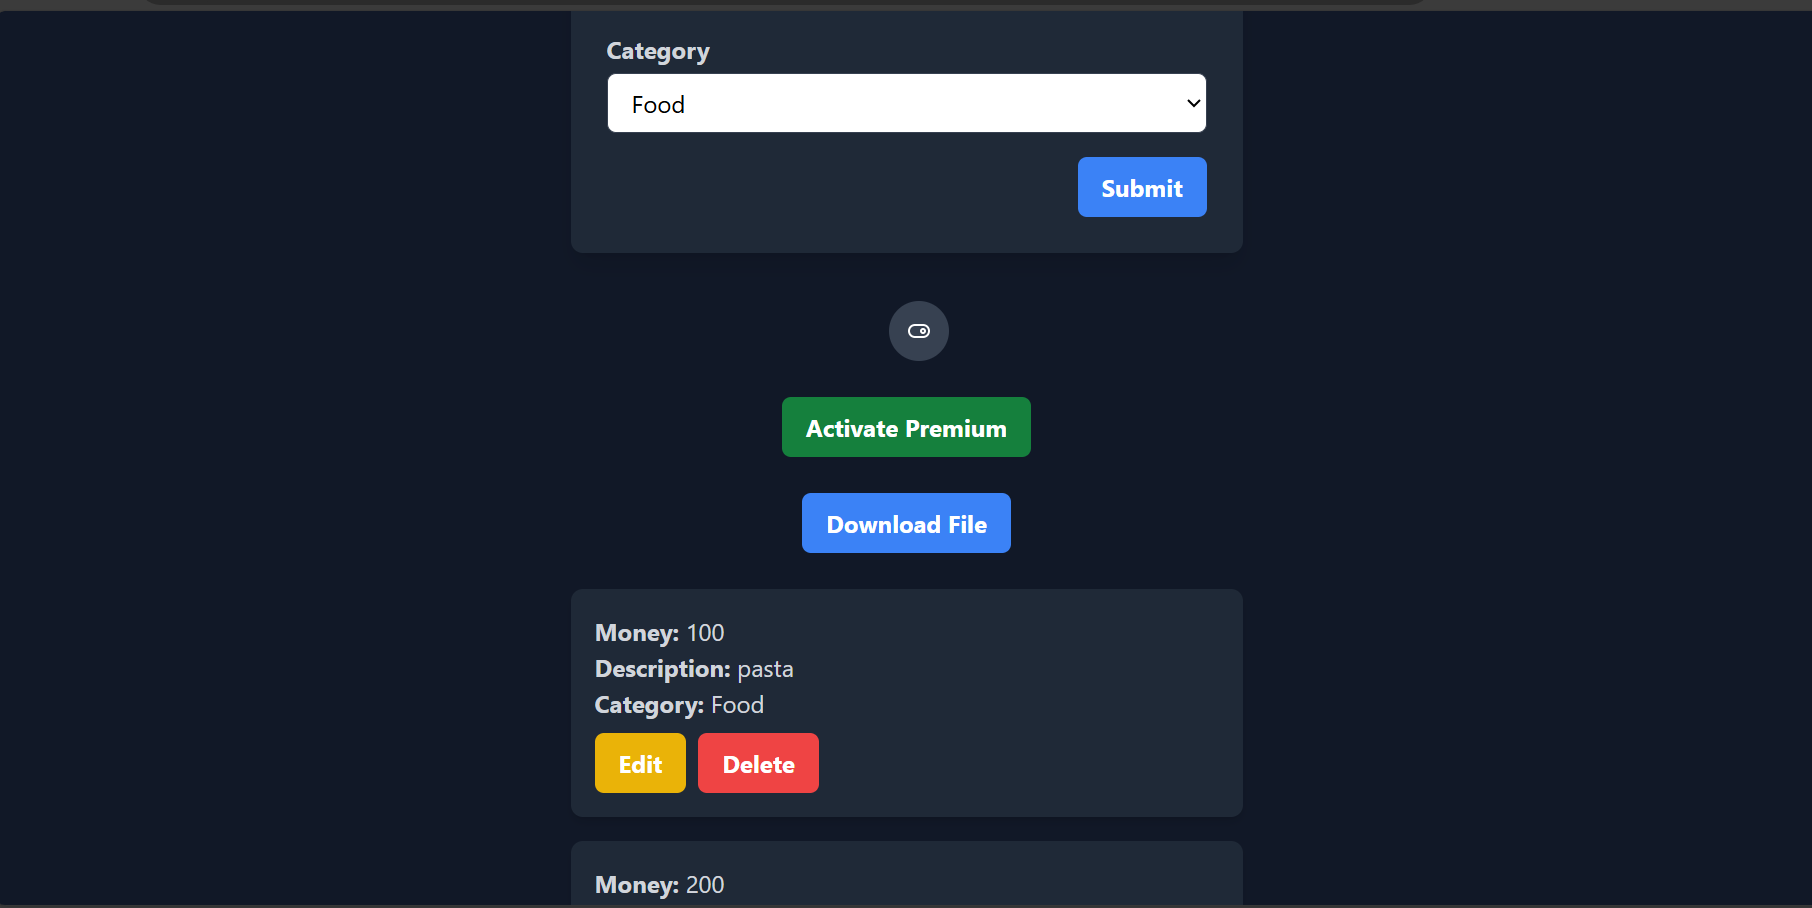 Category
Food
Submit
Activate Premium
Download File
Money: 100
Description: pasta
Category: Food
Edit Delete
Money: 200